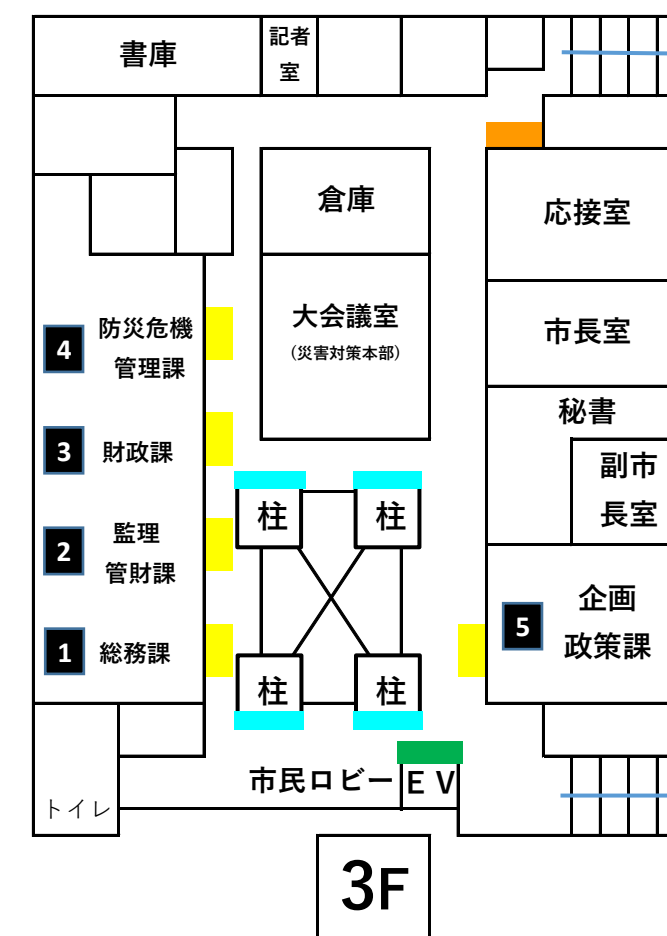 書庫
記者
室
倉庫
応接室
大会議室
(災害対策本部)
市長室
4
防災危機
管理課
秘書
3
財政課
副市
長室
柱
柱
2
監理
管財課
5
企画
政策課
1
総務課
柱
柱
市民ロビー
ＥＶ
トイレ
3F